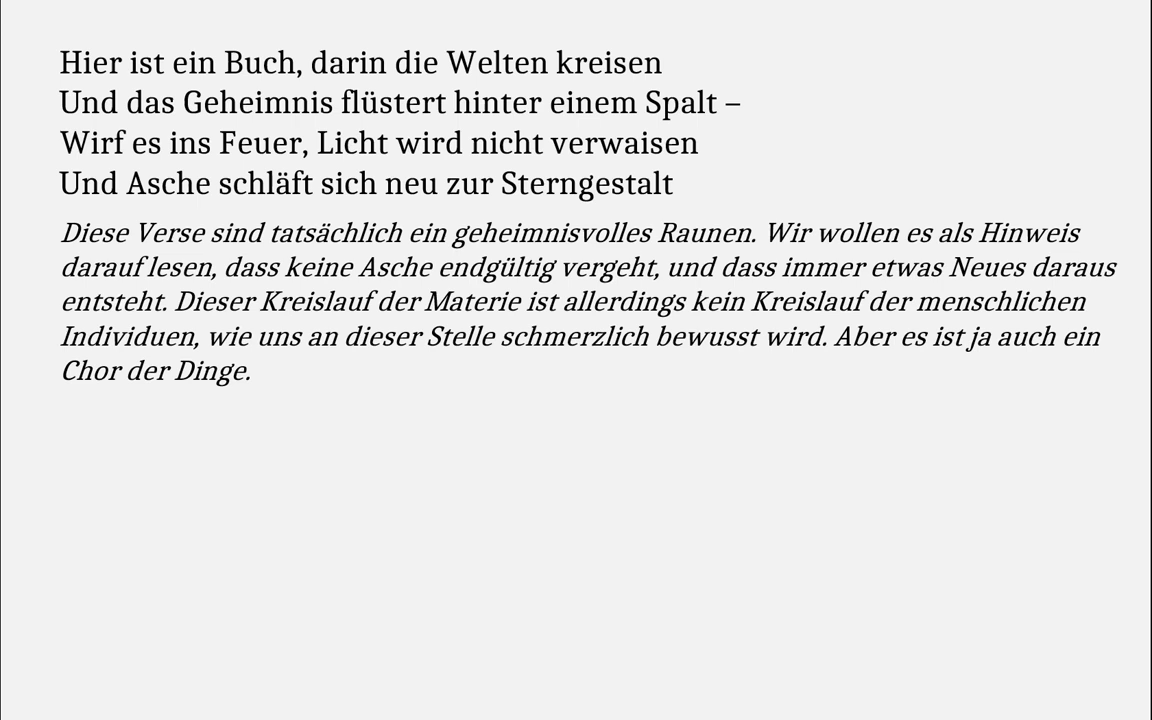 Hier ist ein Buch, darin die Welten kreisen
Und das Geheimnis flüstert hinter einem Spalt –
Wirf es ins Feuer, Licht wird nicht verwaisen
Und Asche schläft sich neu zur Sterngestalt
Diese Verse sind tatsächlich ein geheimnisvolles Raunen. Wir wollen es als Hinweis
darauf lesen, dass keine Asche endgültig vergeht, und dass immer etwas Neues daraus
entsteht. Dieser Kreislauf der Materie ist allerdings kein Kreislauf der menschlichen
Individuen, wie uns an dieser Stelle schmerzlich bewusst wird. Aber es ist ja auch ein
Chor der Dinge.